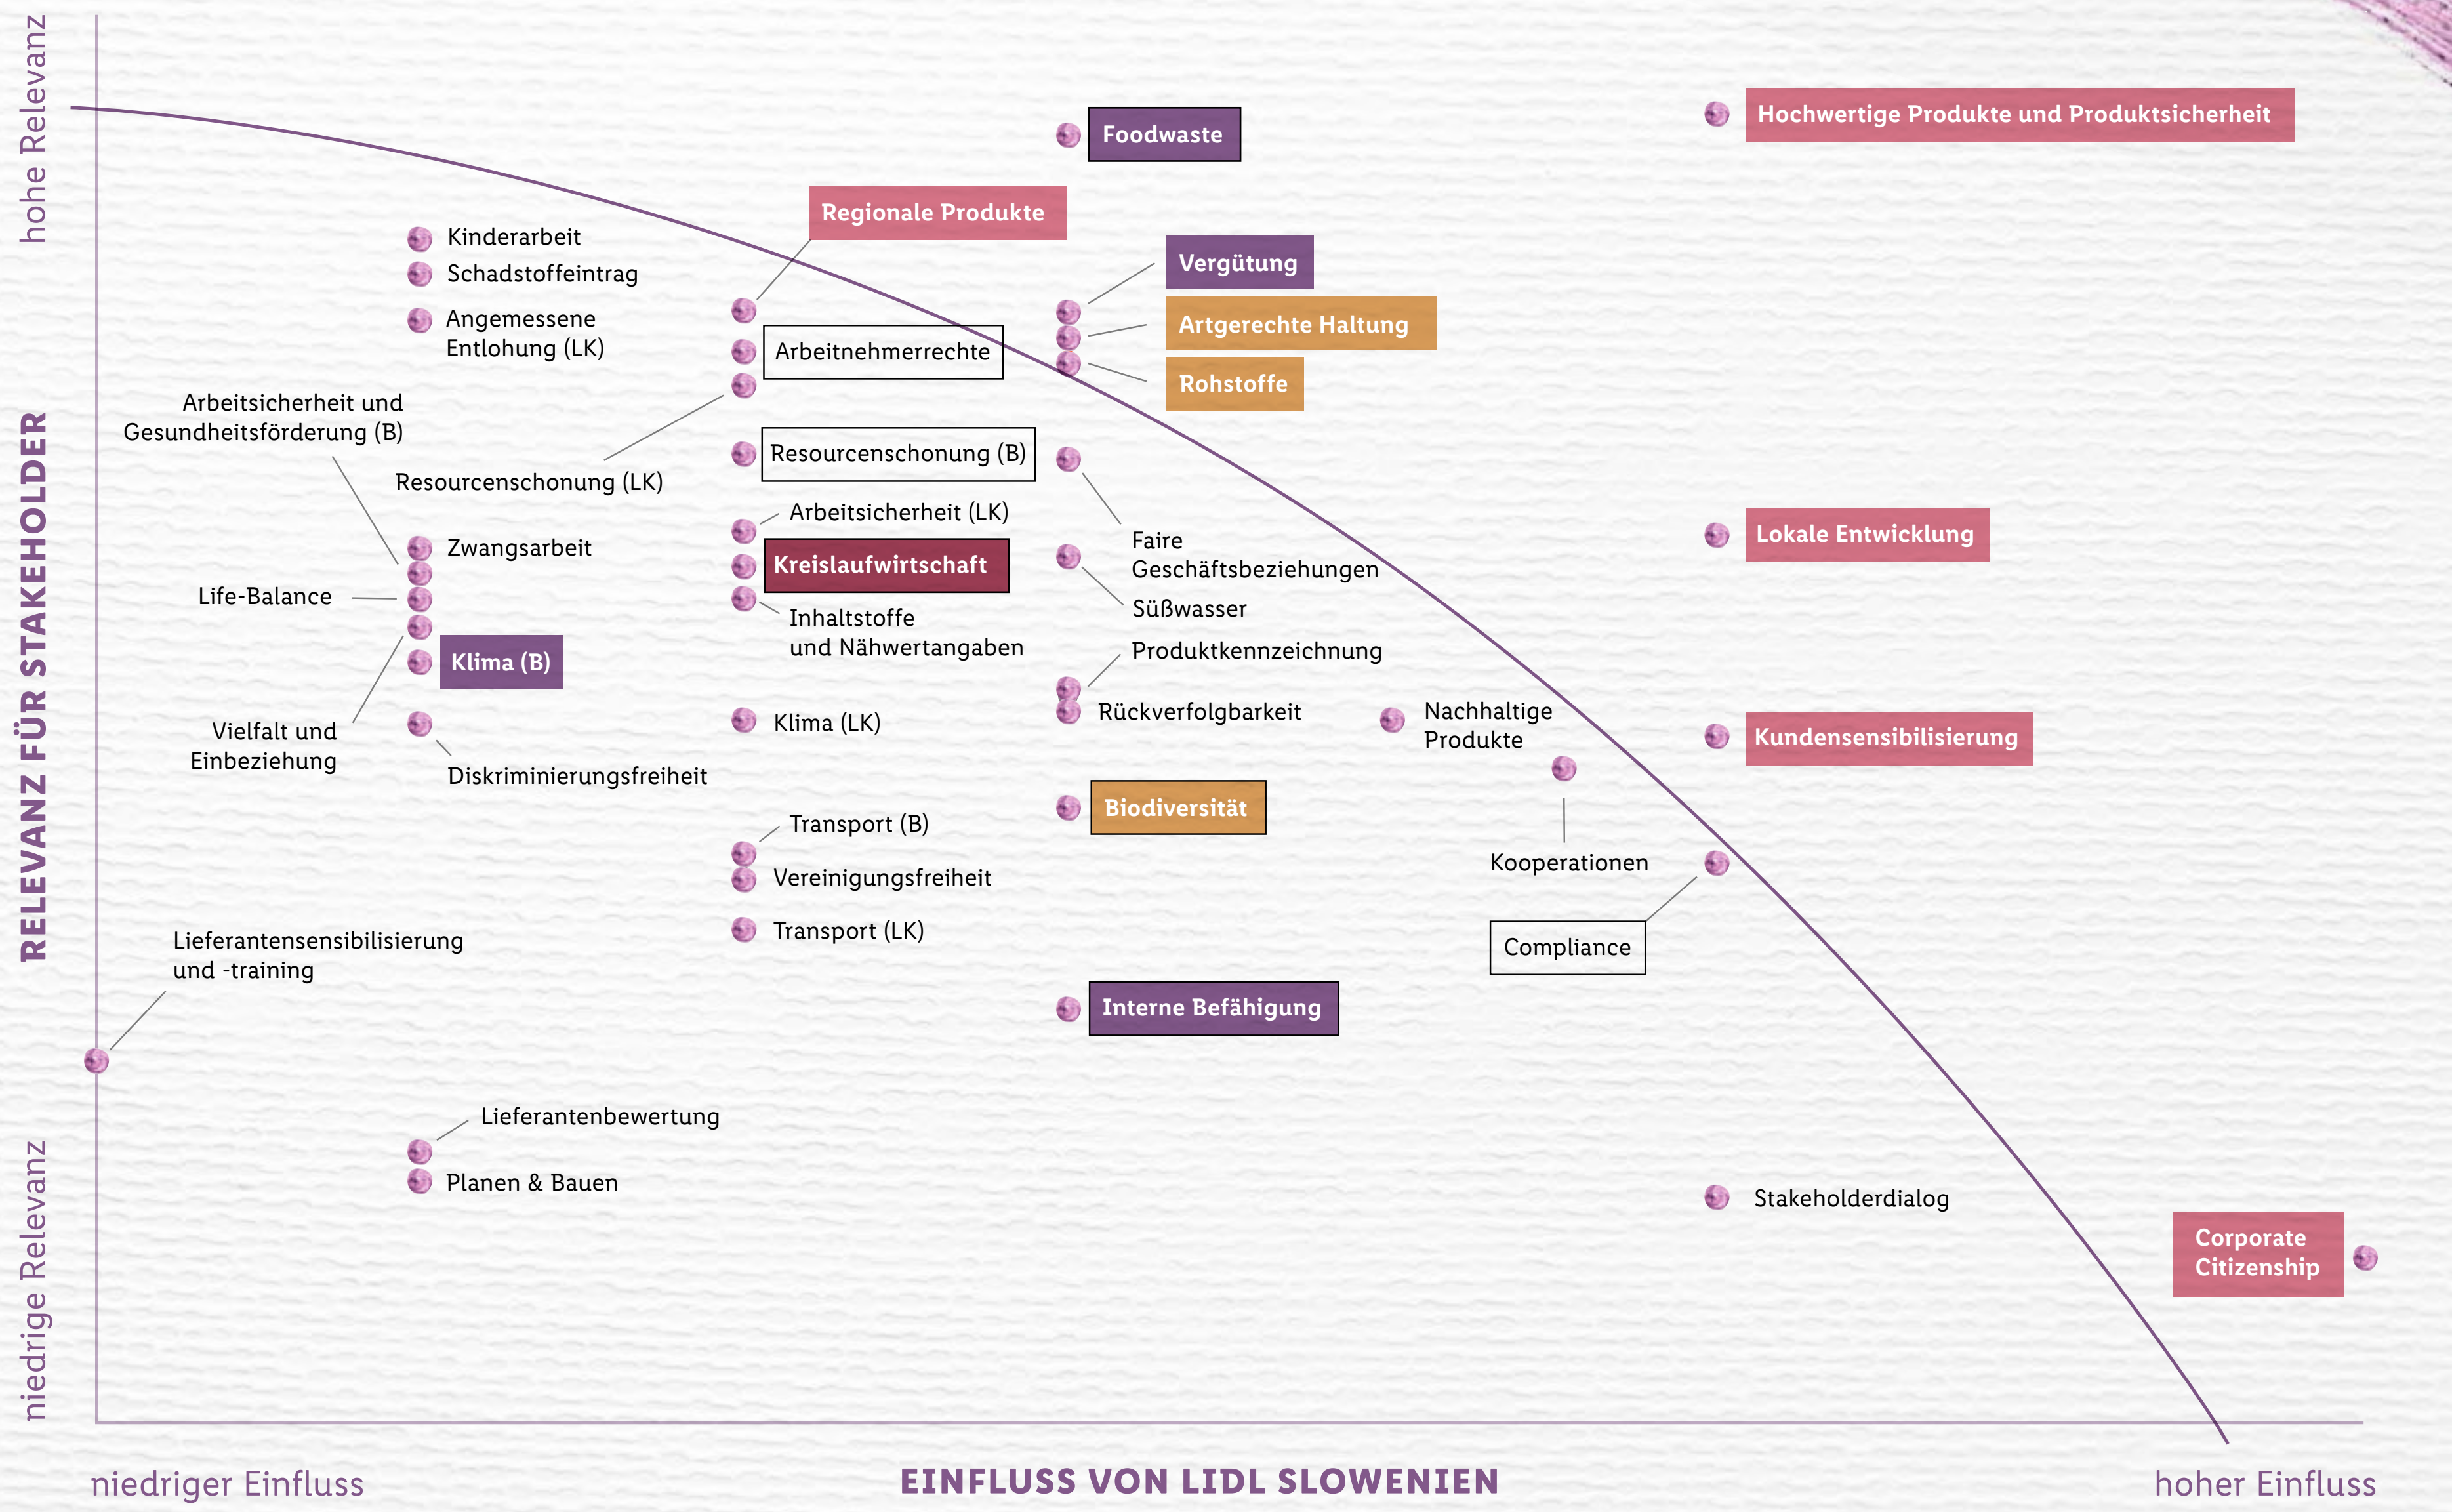 hohe Relevanz
RELEVANZ FÜR STAKEHOLDER
niedrige Relevanz
Foodwaste
Hochwertige Produkte und Produktsicherheit
Regionale Produkte
Kinderarbeit
Schadstoffeintrag
Angemessene
Entlohung (LK)
Vergütung
Artgerechte Haltung
Rohstoffe
Arbeitnehmerrechte
Arbeitsicherheit und
Gesundheitsförderung (B)
Resourcenschonung (LK)
Resourcenschonung (B)
Arbeitsicherheit (LK)
Faire
Geschäftsbeziehungen
Lokale Entwicklung
Zwangsarbeit
Kreislaufwirtschaft
Life-Balance
Süßwasser
Inhaltstoffe
und Nähwertangaben
Klima (B)
Produktkennzeichnung
Vielfalt und
Einbeziehung
Klima (LK)
Rückverfolgbarkeit
Nachhaltige
Produkte
Kundensensibilisierung
Diskriminierungsfreiheit
Transport (B)
Biodiversität
Kooperationen
Vereinigungsfreiheit
Transport (LK)
Compliance
Lieferantensensibilisierung
und -training
Interne Befähigung
Lieferantenbewertung
Planen & Bauen
Stakeholderdialog
Corporate
Citizenship
niedriger Einfluss
EINFLUSS VON LIDL SLOWENIEN
hoher Einfluss